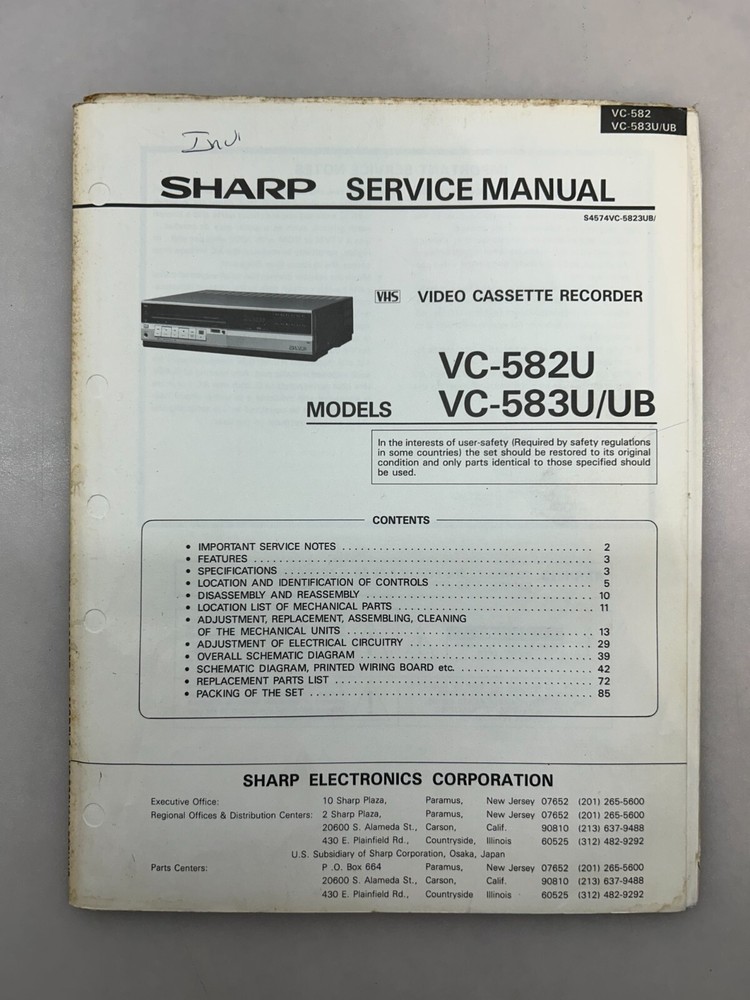 VC-582
VC-583U/UB
SHARP SERVICE MANUAL
S4574VC-5823UB/
VHS VIDEO CASSETTE RECORDER
VC-582U
MODELS VC-583U/UB
In the interests of user-safety (Required by safety regulations
in some countries) the set should be restored to its original
condition and only parts identical to those specified should
be used.
CONTENTS
• IMPORTANT SERVICE NOTES 2
• FEATURES 3
• SPECIFICATIONS 3
• LOCATION AND IDENTIFICATION OF CONTROLS 5
• DISASSEMBLY AND REASSEMBLY 10
• LOCATION LIST OF MECHANICAL PARTS 11
• ADJUSTMENT, REPLACEMENT, ASSEMBLING, CLEANING
OF THE MECHANICAL UNITS 13
• ADJUSTMENT OF ELECTRICAL CIRCUITRY 29
• OVERALL SCHEMATIC DIAGRAM 39
• SCHEMATIC DIAGRAM, PRINTED WIRING BOARD etc. 42
• REPLACEMENT PARTS LIST 72
• PACKING OF THE SET 85
SHARP ELECTRONICS CORPORATION
Executive Office: 10 Sharp Plaza, Paramus, New Jersey 07652 (201) 265-5600
Regional Offices & Distribution Centers: 2 Sharp Plaza, Paramus, New Jersey 07652 (201) 265-5600
20600 S. Alameda St., Carson, Calif. 90810 (213) 637-9488
430 E. Plainfield Rd., Countryside, Illinois 60525 (312) 482-9292
U.S. Subsidiary of Sharp Corporation, Osaka, Japan
Parts Centers: P .O. Box 664 Paramus, New Jersey 07652 (201) 265-5600
20600 S. Alameda St., Carson, Calif. 90810 (213) 637-9488
430 E. Plainfield Rd., Countryside Illinois 60525 (312) 482-9292